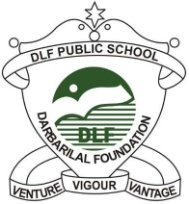 DLF PUBLIC SCHOOL
DLF
DARBARILAL FOUNDATION
VENTURE VIGOUR VANTAGE